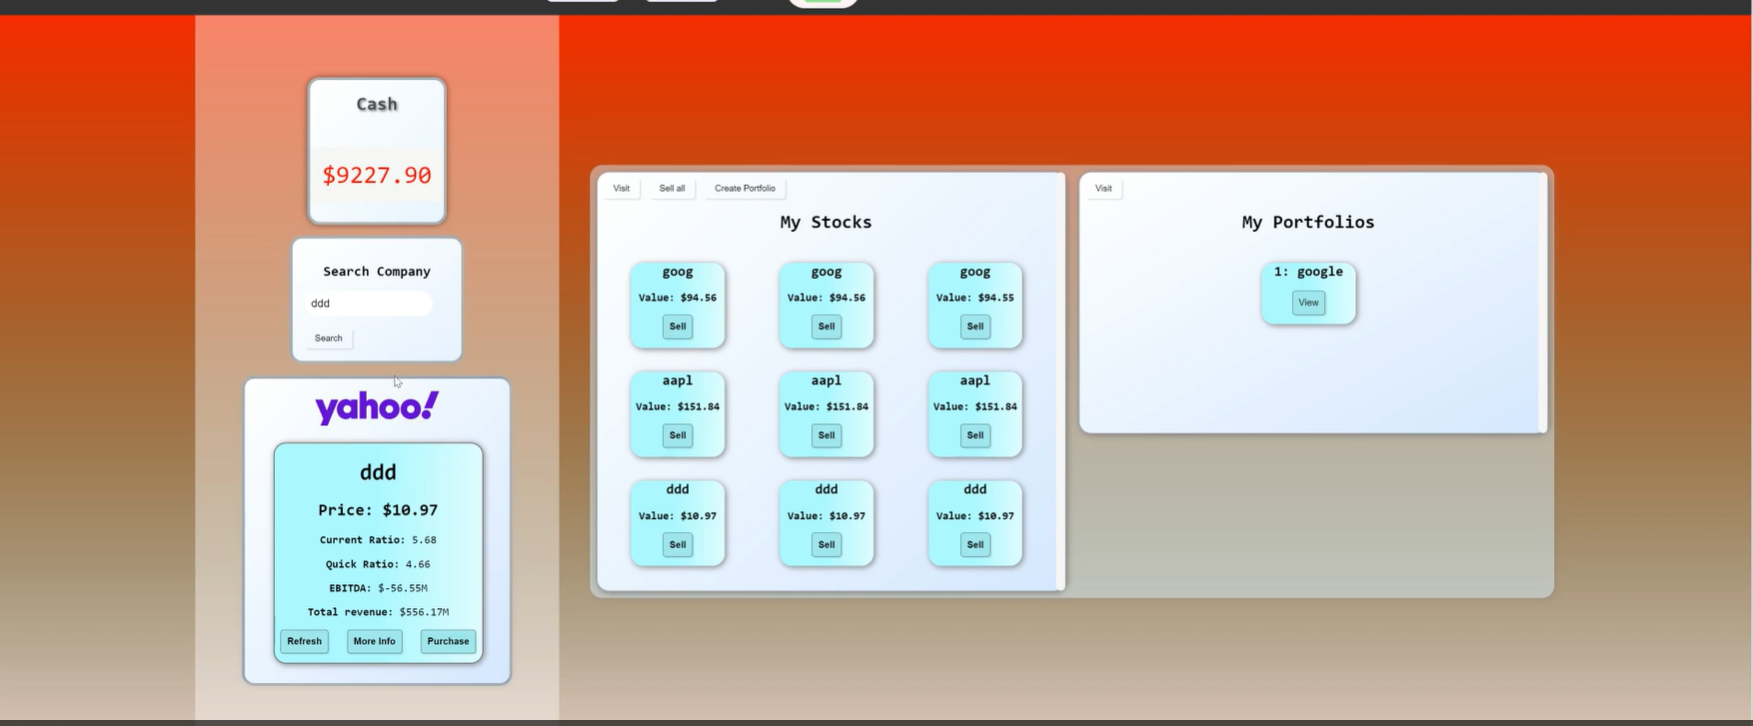 Cash
$9227.90
Search Company
ddd
Search
yahoo!
ddd
Price: $10.97
Current Ratio: 5.68
Quick Ratio: 4.66
EBITDA: $-56.55M
Total revenue: $556.17M
Refresh More Info Purchase
Visit Sell all Create Portfolio
My Stocks
goog goog goog
Value: $94.56 Value: $94.56 Value: $94.55
Sell Sell Sell
aapl aapl aapl
Value: $151.84 Value: $151.84 Value: $151.84
Sell Sell Sell
ddd ddd ddd
Value: $10.97 Value: $10.97 Value: $10.97
Sell Sell Sell
Visit
My Portfolios
1: google
View